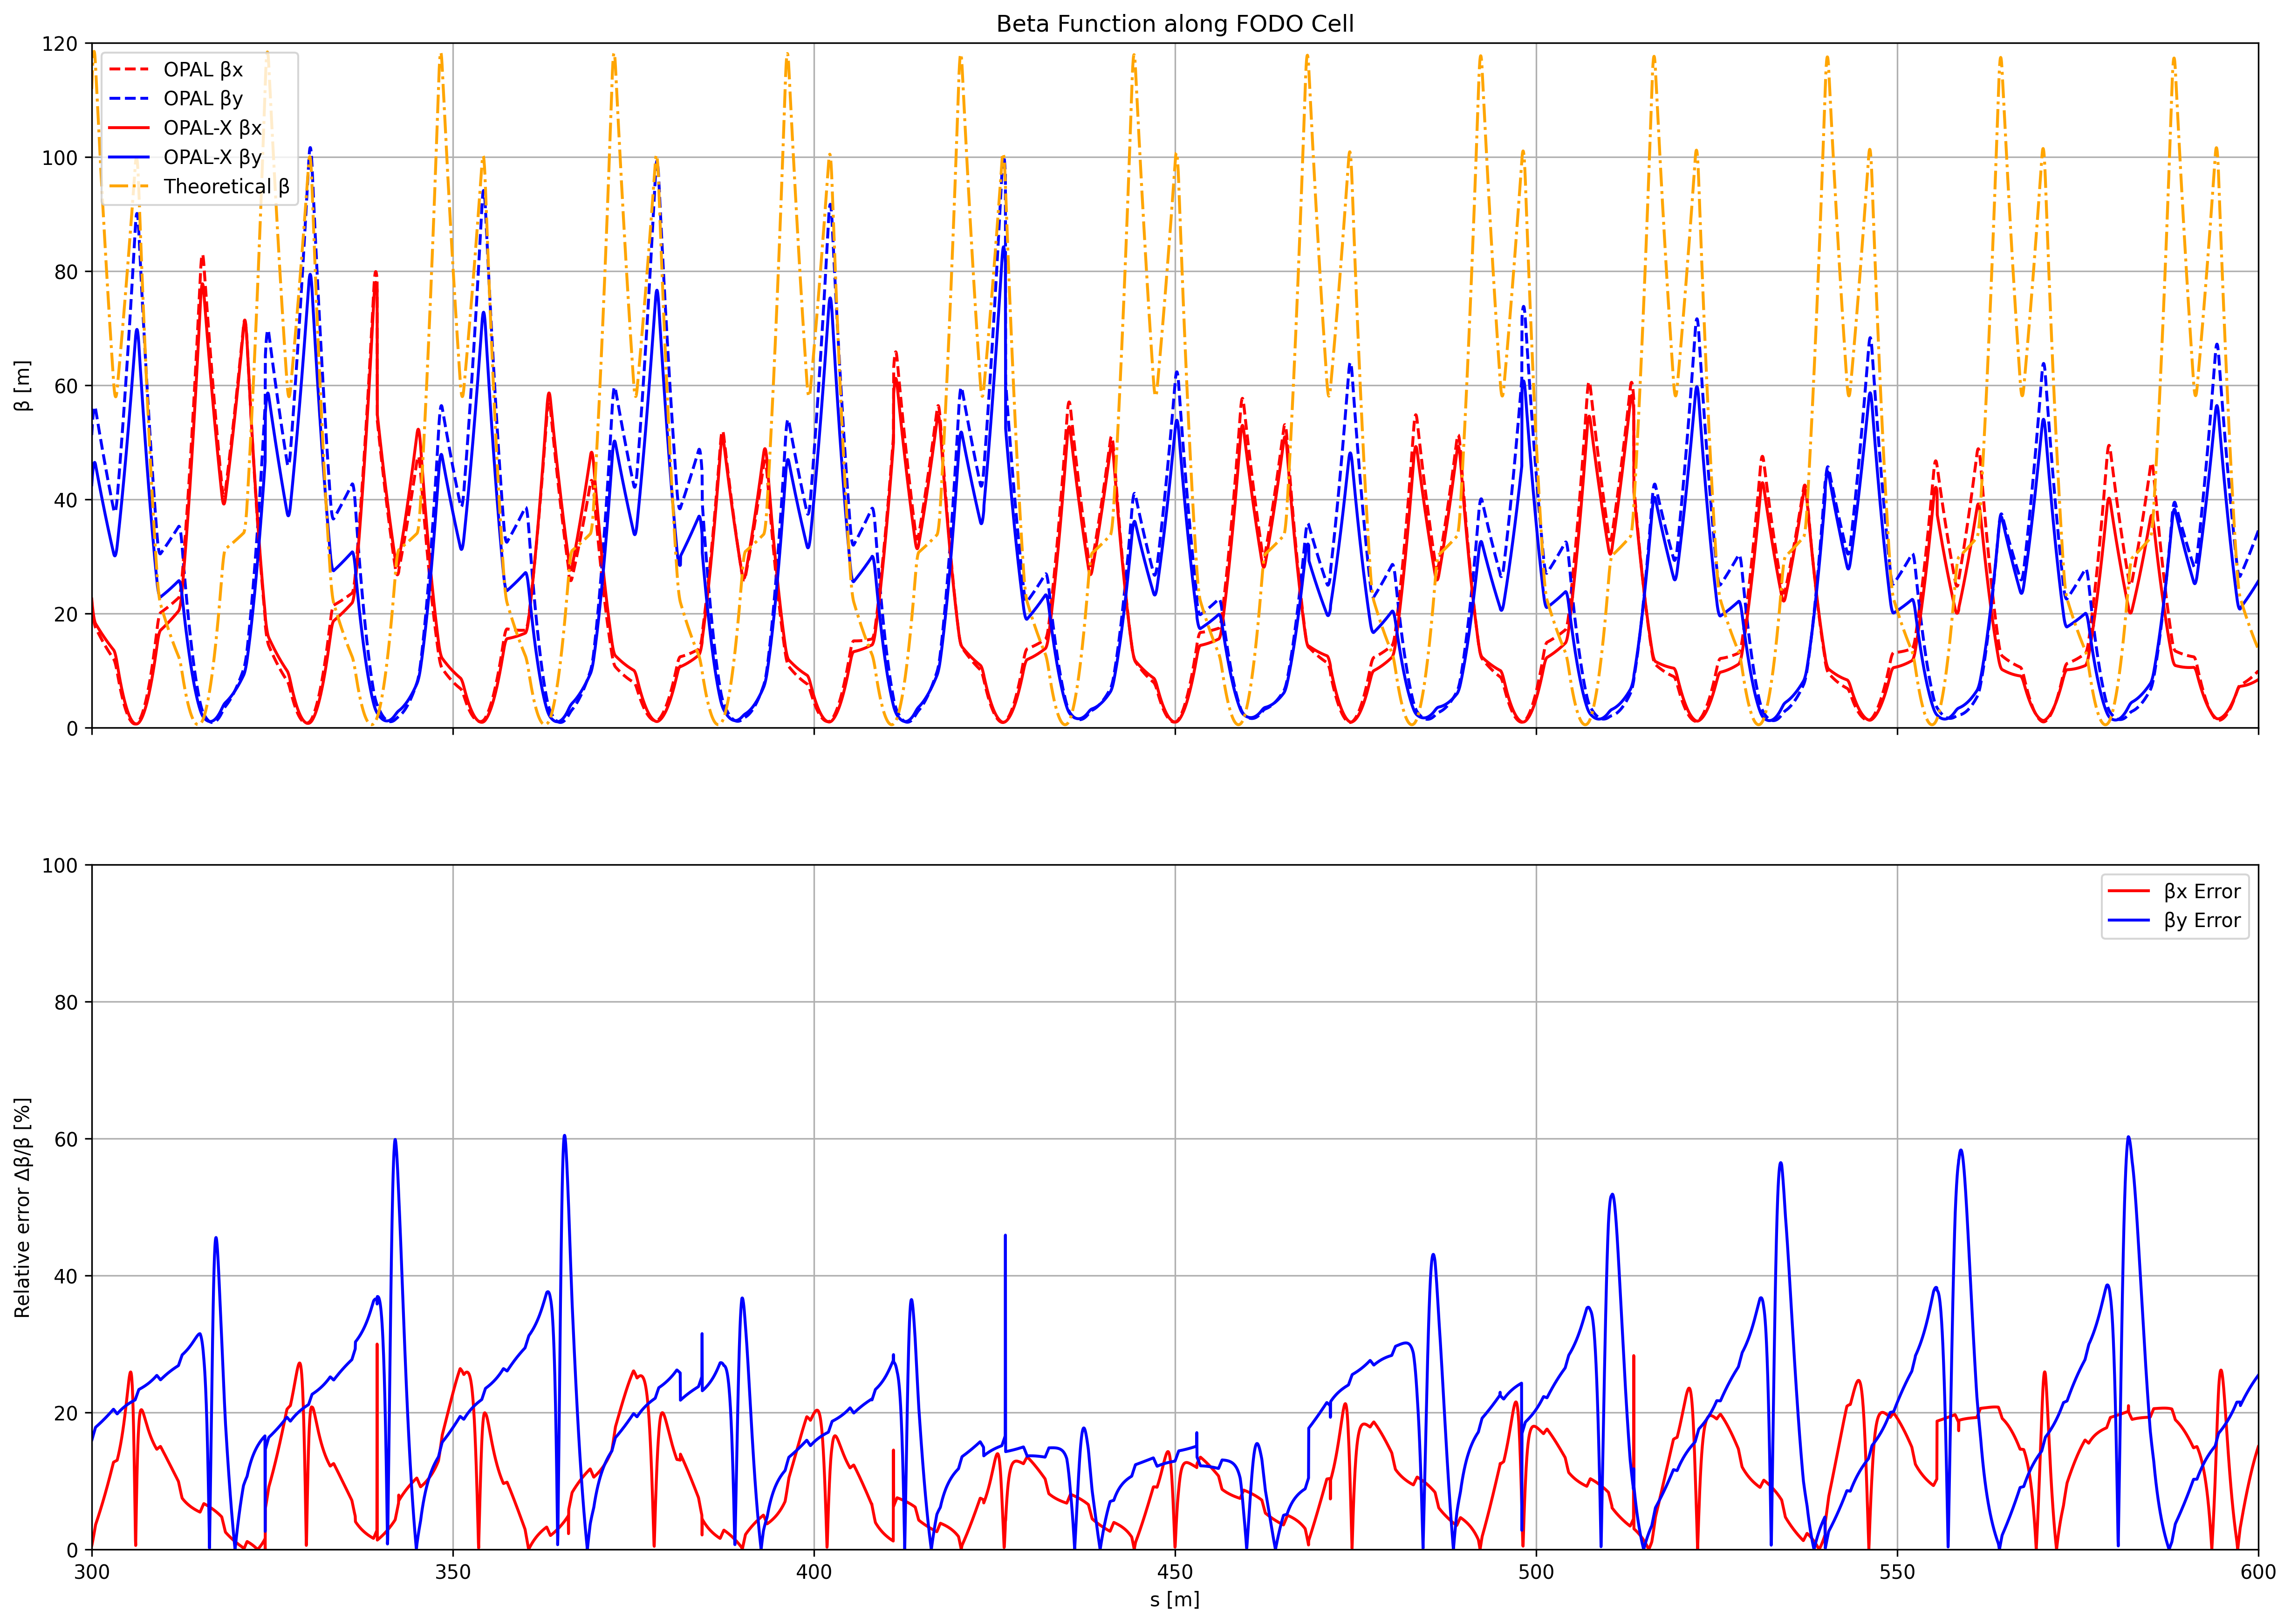 Beta Function along FODO Cell
120
100
80
60
40
20
0
β [m]
OPAL βx
OPAL βy
OPAL-X βx
OPAL-X βy
Theoretical β
100
80
60
40
20
0
Relative error Δβ/β [%]
βx Error
βy Error
300
350
400
450
500
550
600
s [m]